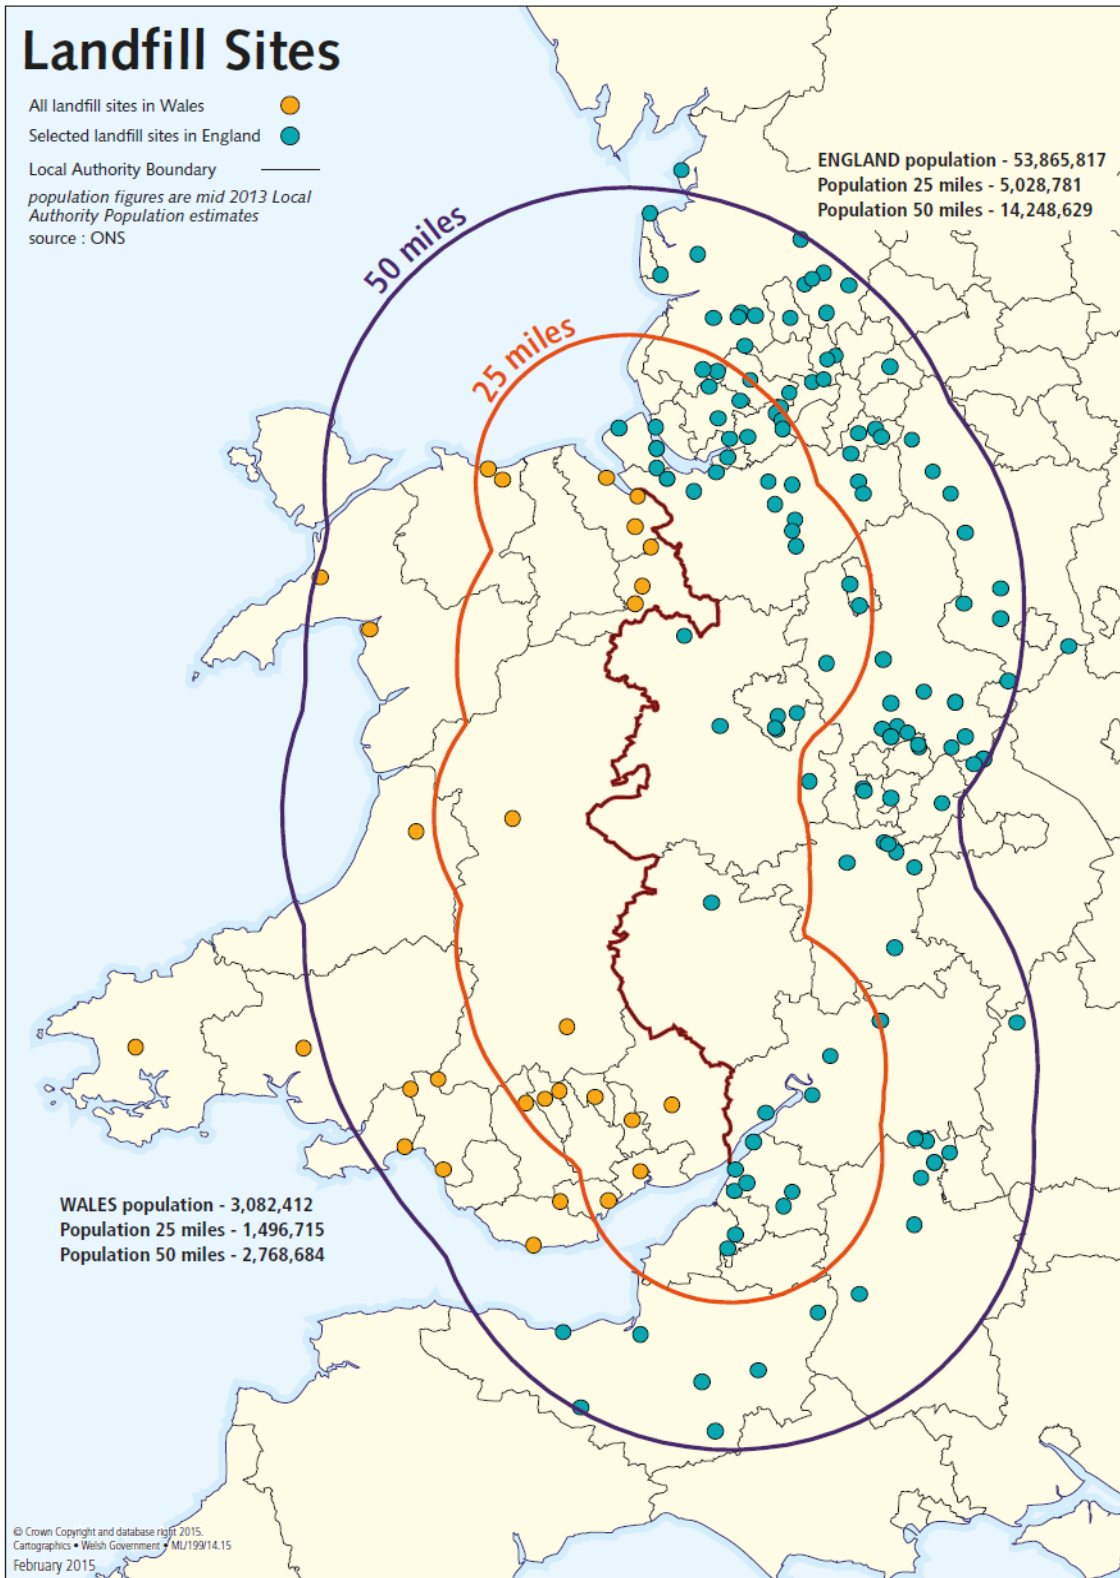 Landfill Sites
All landfill sites in Wales
Selected landfill sites in England
Local Authority Boundary
population figures are mid 2013 Local
Authority Population estimates
source : ONS
ENGLAND population - 53,865,817
Population 25 miles - 5,028,781
Population 50 miles - 14,248,629
50 miles
25 miles
WALES population - 3,082,412
Population 25 miles - 1,496,715
Population 50 miles - 2,768,684
© Crown Copyright and database right 2015.
Cartographics • Welsh Government • ML/199/14.15
February 2015